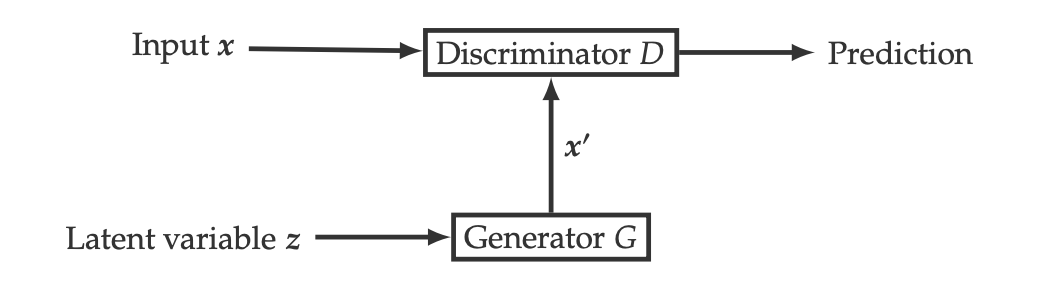 Input x
Discriminator D
Prediction
x′
Latent variable z
Generator G